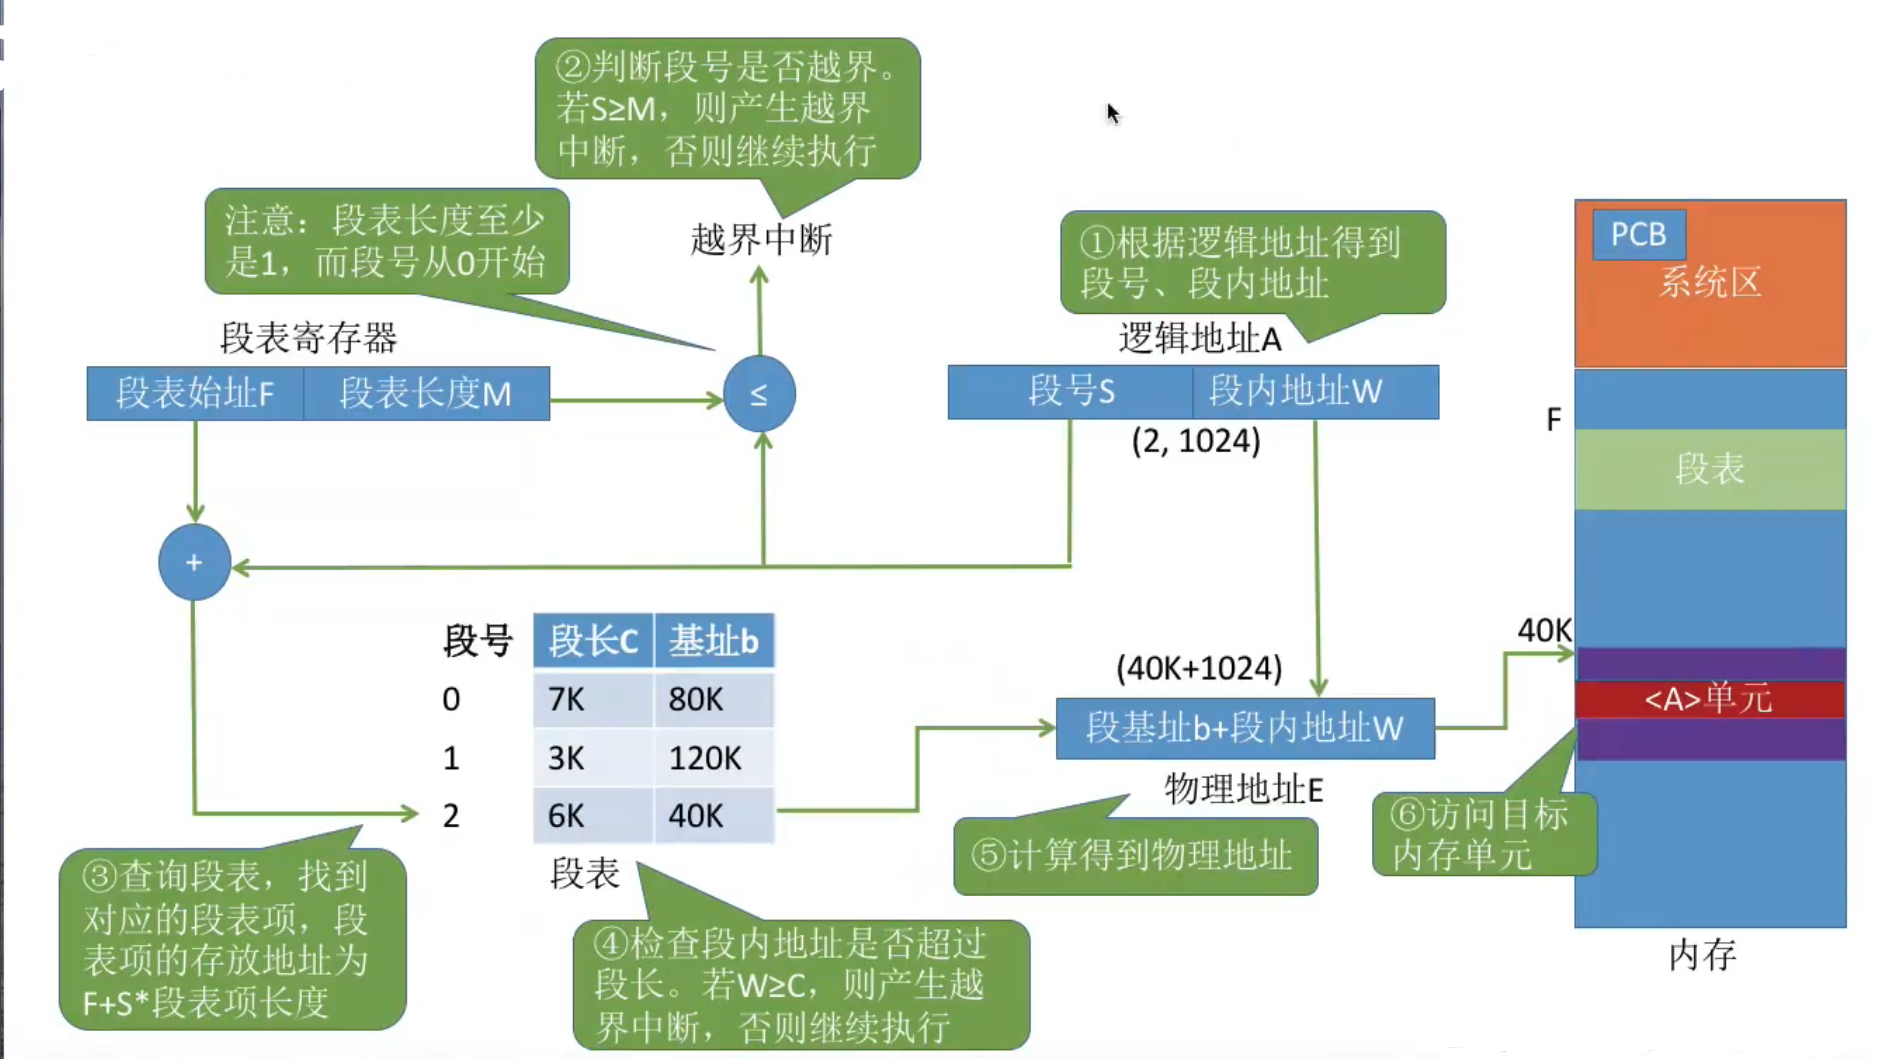 ②判断段号是否越界。
若S≥M，则产生越界
中断，否则继续执行
注意：段表长度至少
是1，而段号从0开始
越界中断
①根据逻辑地址得到
段号、段内地址
PCB
系统区
段表寄存器
逻辑地址A
段表始址F
段表长度M
≤
段号S
段内地址W
(2, 1024)
F
段表
+
段号
段长C
基址b
0
7K
80K
1
3K
120K
2
6K
40K
段表
(40K+1024)
段基址b+段内地址W
物理地址E
40K
<A>单元
③查询段表，找到
对应的段表项，段
表项的存放地址为
F+S*段表项长度
④检查段内地址是否超过
段长。若W≥C，则产生越
界中断，否则继续执行
⑤计算得到物理地址
⑥访问目标
内存单元
内存